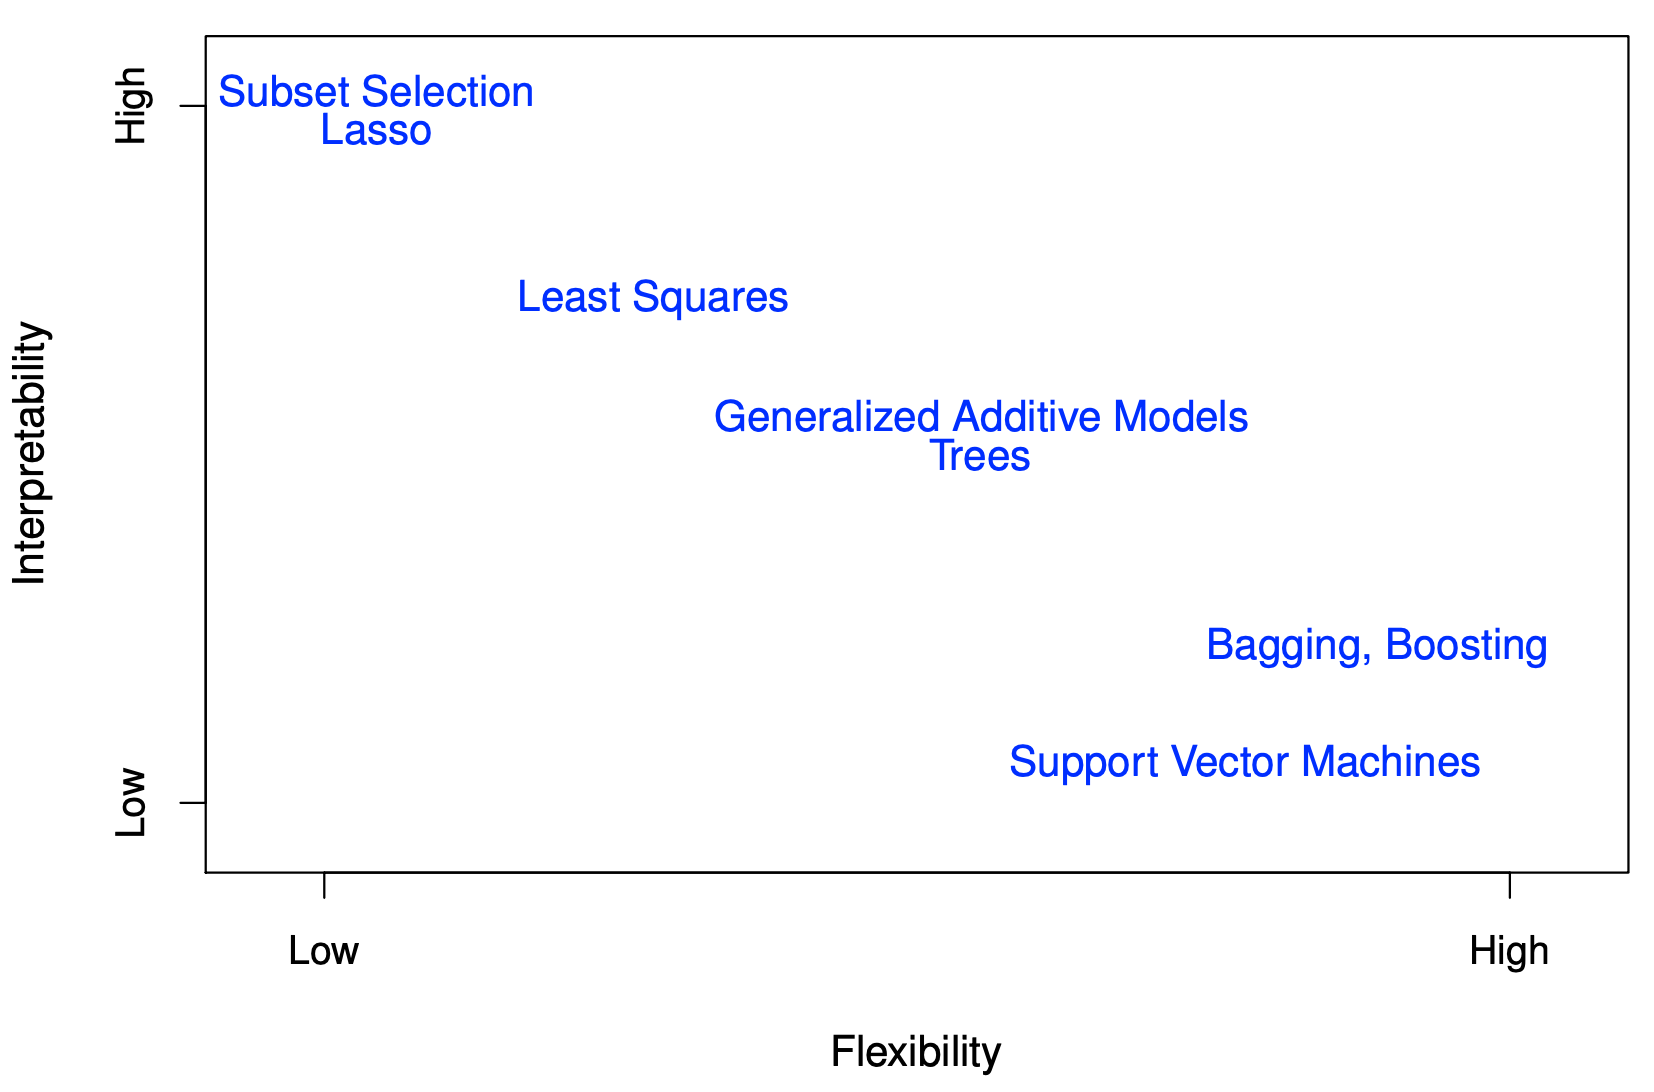 High
Subset Selection
Lasso
Least Squares
Interpretability
Generalized Additive Models
Trees
Bagging, Boosting
Support Vector Machines
Low
Low
High
Flexibility